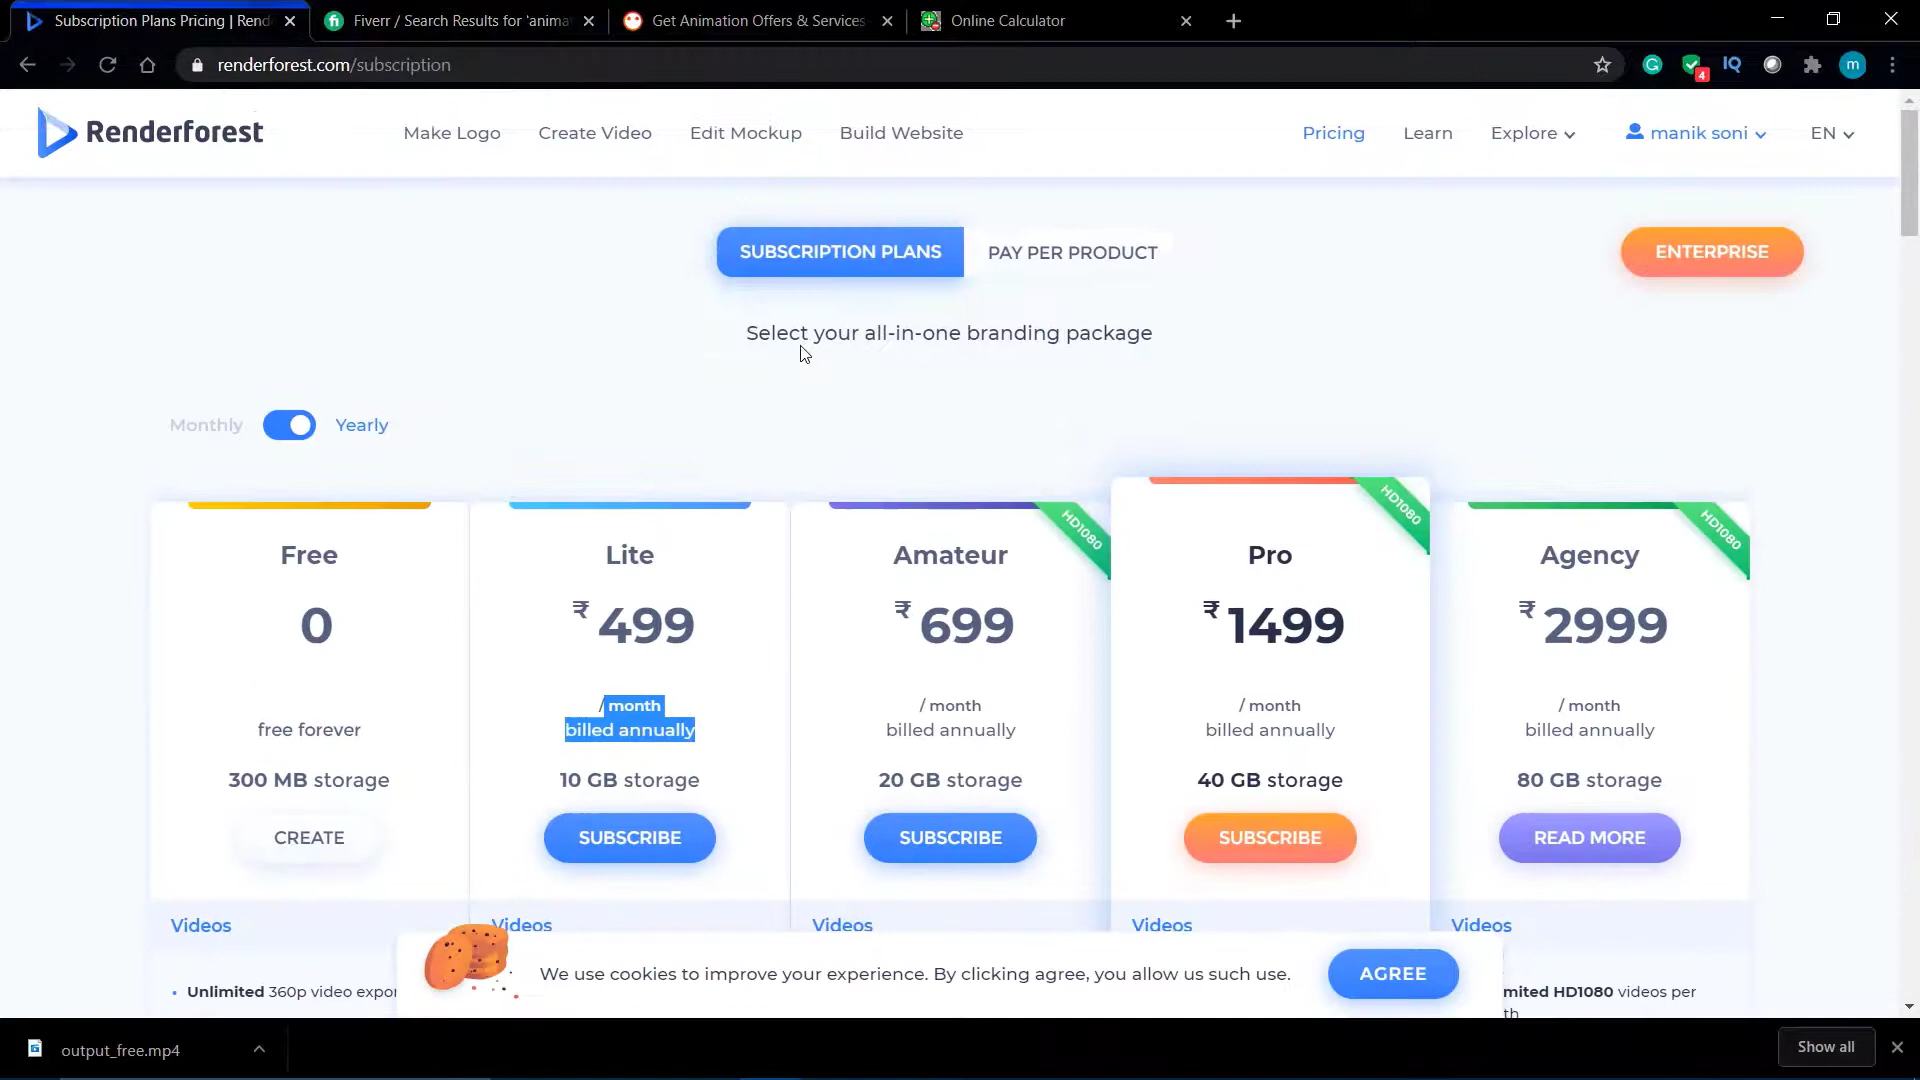 Subscription Plans Pricing | Rend
Fiverr / Search Results for 'animat
Get Animation Offers & Services
Online Calculator
renderforest.com/subscription
4
IQ
m
Renderforest
Make Logo
Create Video
Edit Mockup
Build Website
Pricing
Learn
Explore
manik soni
EN
SUBSCRIPTION PLANS
PAY PER PRODUCT
ENTERPRISE
Select your all-in-one branding package
Monthly
Yearly
Free
0
free forever
300 MB storage
CREATE
Lite
₹ 499
/ month
billed annually
10 GB storage
SUBSCRIBE
HD1080
Amateur
₹ 699
/ month
billed annually
20 GB storage
SUBSCRIBE
HD1080
Pro
₹ 1499
/ month
billed annually
40 GB storage
SUBSCRIBE
HD1080
Agency
₹ 2999
/ month
billed annually
80 GB storage
READ MORE
Videos
Videos
Videos
Videos
Videos
• Unlimited 360p video expor
mited HD1080 videos per
th
We use cookies to improve your experience. By clicking agree, you allow us such use.
AGREE
output_free.mp4
Show all